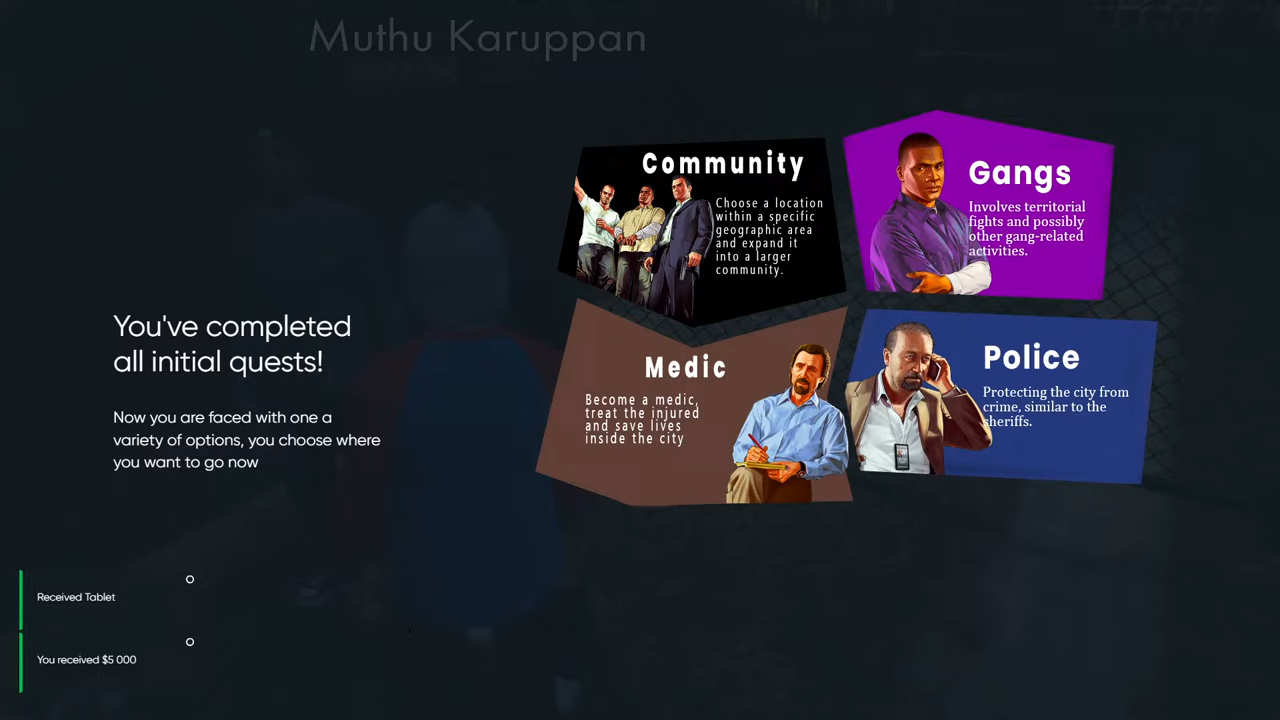 Muthu Karuppan
Community
Choose a location
within a specific
geographic area
and expand it
into a larger
community.
Gangs
Involves territorial
fights and possibly
other gang-related
activities.
You've completed
all initial quests!
Now you are faced with one a
variety of options, you choose where
you want to go now
Medic
Become a medic,
treat the injured
and save lives
inside the city
Police
Protecting the city from
crime, similar to the
sheriffs.
Received Tablet
You received $5 000